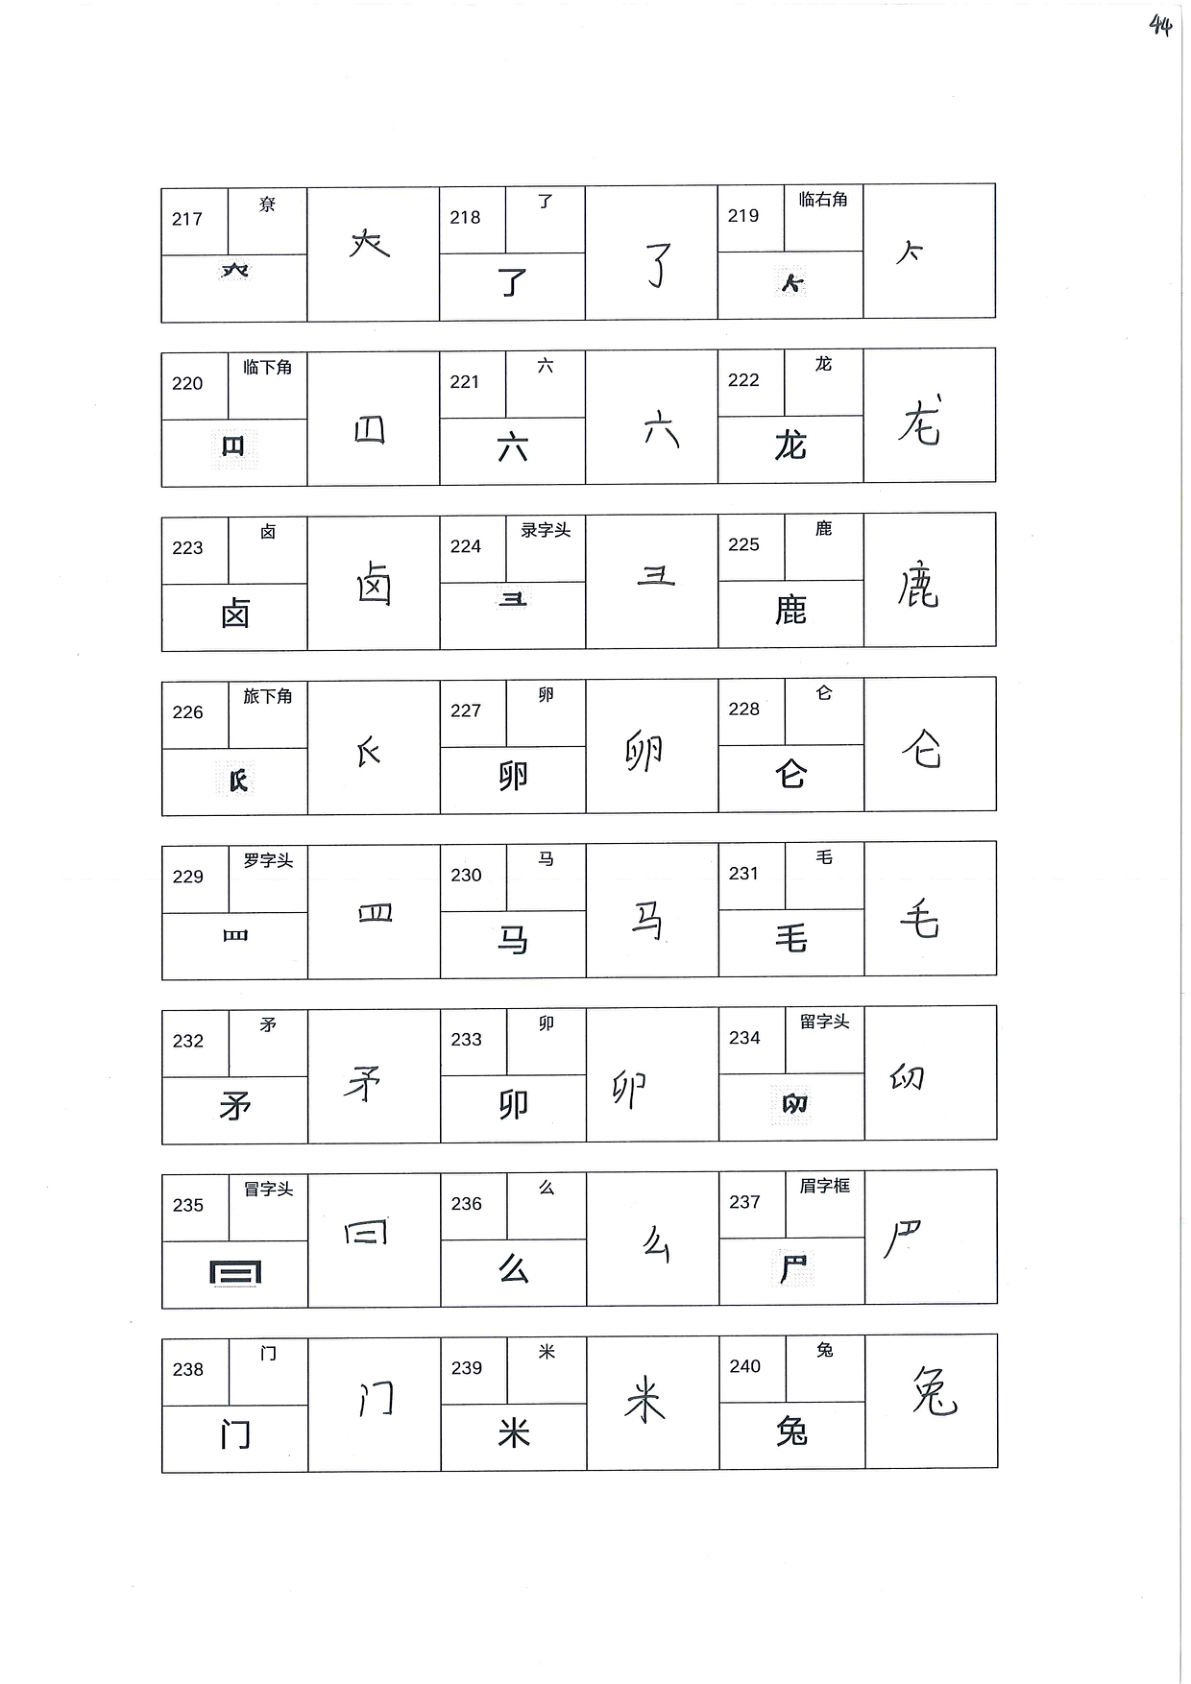 44
217 尞 了 218 了 219 临右角
了 了
220 临下角 221 六 222 龙
六 六 龙 龙
223 卤 224 录字头 225 鹿
卤 卤 彐 彐 鹿 鹿
226 旅下角 227 卵 228 仑
卵 卵 仑 仑
229 罗字头 230 马 231 毛
罒 罒 马 马 毛 毛
232 矛 233 卯 234 留字头
矛 矛 卯 卯
235 冒字头 236 么 237 眉字框
么 么
238 门 239 米 240 兔
门 门 米 米 兔 兔